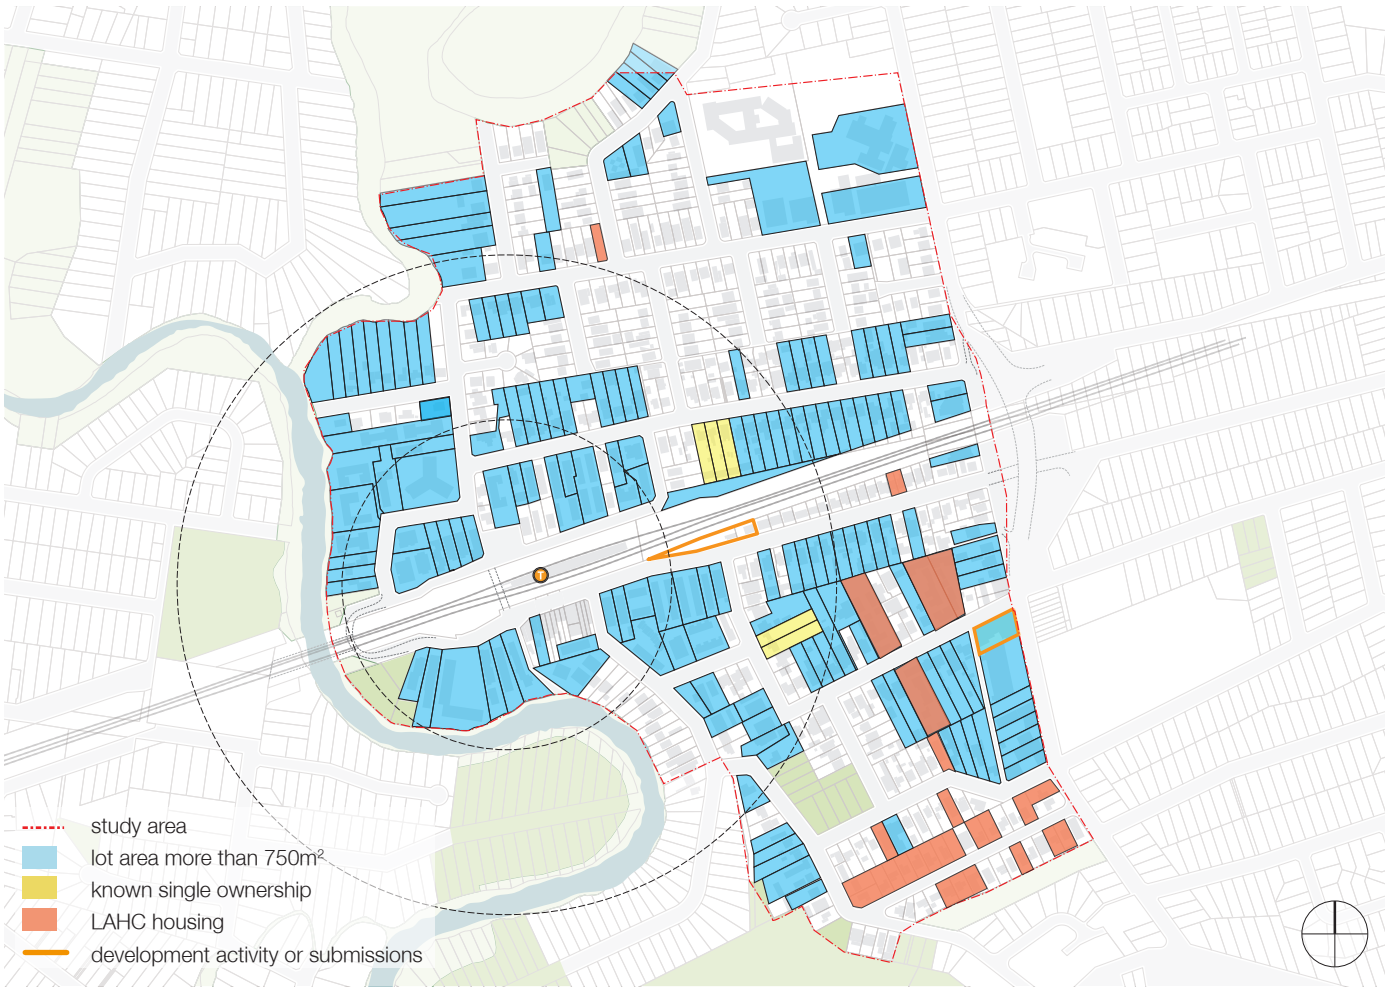 T
study area
lot area more than 750m²
known single ownership
LAHC housing
development activity or submissions